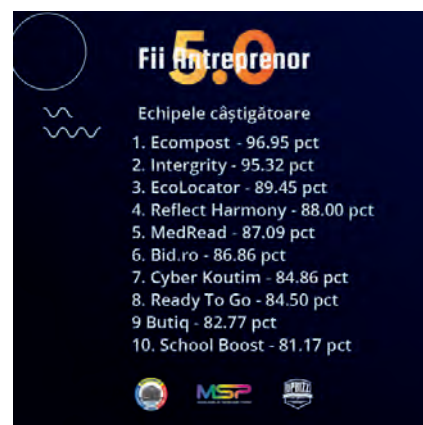 Fii Antreprenor
5.0
Echipele câștigătoare
1. Ecompost - 96.95 pct
2. Intergrity - 95.32 pct
3. EcoLocator - 89.45 pct
4. Reflect Harmony - 88.00 pct
5. MedRead - 87.09 pct
6. Bid.ro - 86.86 pct
7. Cyber Koutim - 84.86 pct
8. Ready To Go - 84.50 pct
9 Butiq - 82.77 pct
10. School Boost - 81.17 pct
MSP
UPRIZE